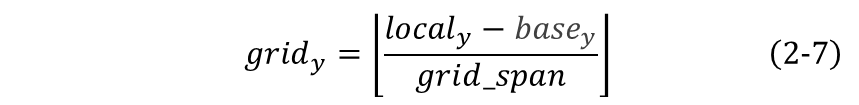 grid_y = ⌊(local_y − base_y) / grid_span⌋ (2-7)